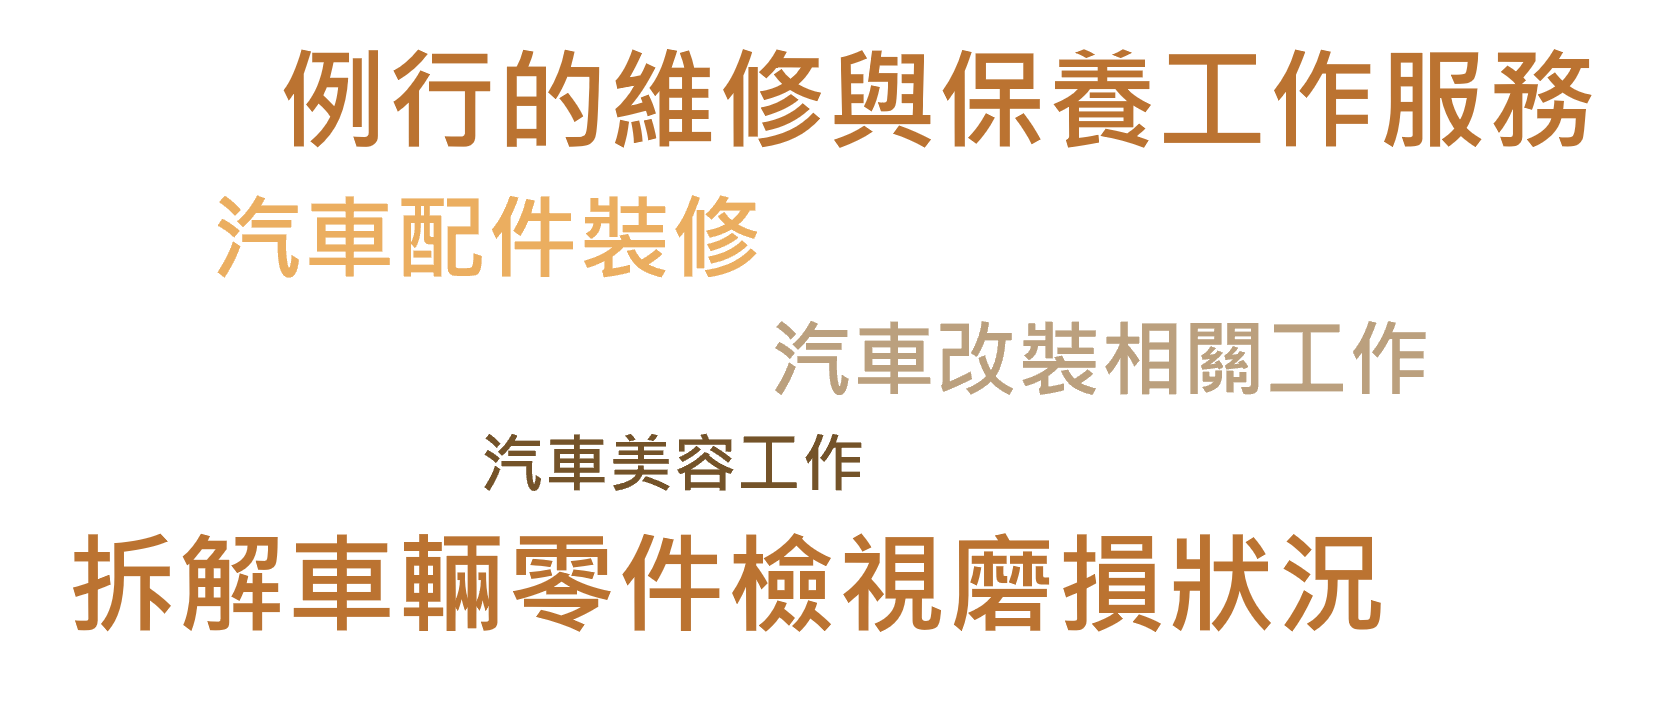 例行的維修與保養工作服務
汽車配件裝修
汽車改裝相關工作
汽車美容工作
拆解車輛零件檢視磨損狀況